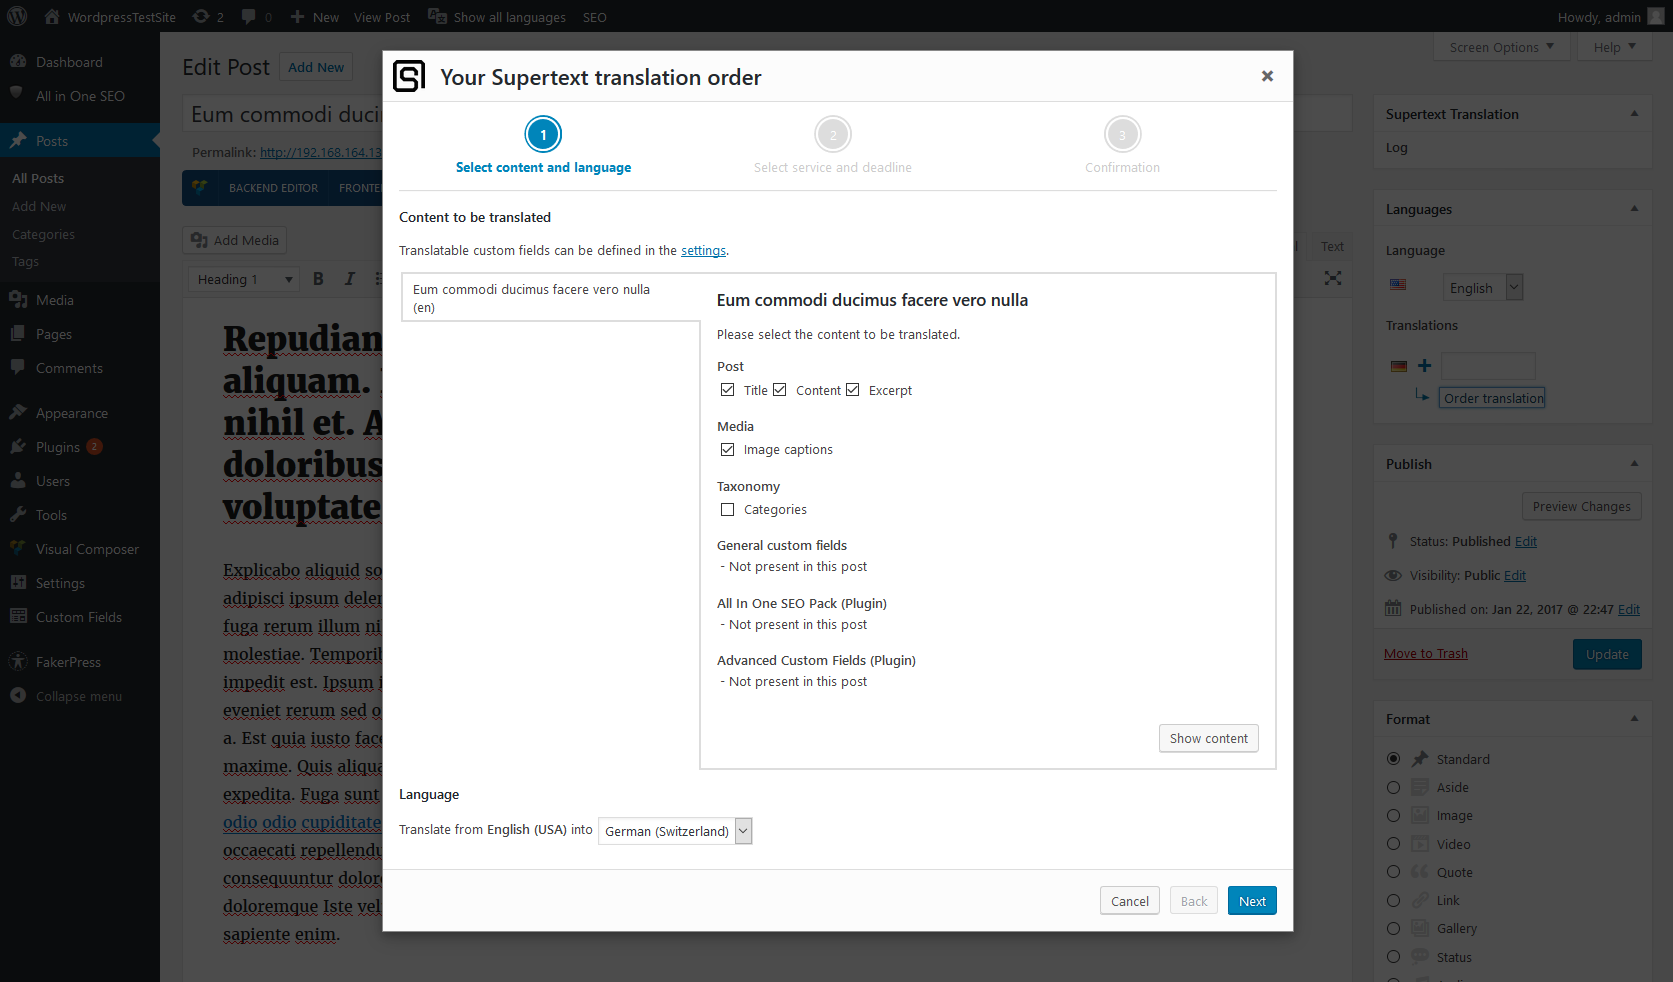 WordpressTestSite 2 0 New View Post Show all languages SEO Howdy, admin
Dashboard
All in One SEO
Posts
All Posts
Add New
Categories
Tags
Media
Pages
Comments
Appearance
Plugins 2
Users
Tools
Visual Composer
Settings
Custom Fields
FakerPress
Collapse menu
Edit Post Add New
Screen Options Help
Eum commodi duci
Permalink: http://192.168.164.13
BACKEND EDITOR FRONTE
Add Media
Text
Heading 1 B I
Repudian
aliquam.
nihil et. A
doloribus
voluptate
Explicabo aliquid so
adipisci ipsum deler
fuga rerum illum ni
molestiae. Temporib
impedit est. Ipsum i
eveniet rerum sed o
a. Est quia iusto face
maxime. Quis aliqua
expedita. Fuga sunt
odio odio cupiditate
occaecati repellendu
consequuntur dolor
doloremque Iste vel
sapiente enim.
Your Supertext translation order
1 2 3
Select content and language Select service and deadline Confirmation
Content to be translated
Translatable custom fields can be defined in the settings.
Eum commodi ducimus facere vero nulla
(en)
Eum commodi ducimus facere vero nulla
Please select the content to be translated.
Post
Title Content Excerpt
Media
Image captions
Taxonomy
Categories
General custom fields
- Not present in this post
All In One SEO Pack (Plugin)
- Not present in this post
Advanced Custom Fields (Plugin)
- Not present in this post
Show content
Language
Translate from English (USA) into German (Switzerland)
Cancel Back Next
Supertext Translation
Log
Languages
Language
English
Translations
Order translation
Publish
Preview Changes
Status: Published Edit
Visibility: Public Edit
Published on: Jan 22, 2017 @ 22:47 Edit
Move to Trash Update
Format
Standard
Aside
Image
Video
Quote
Link
Gallery
Status